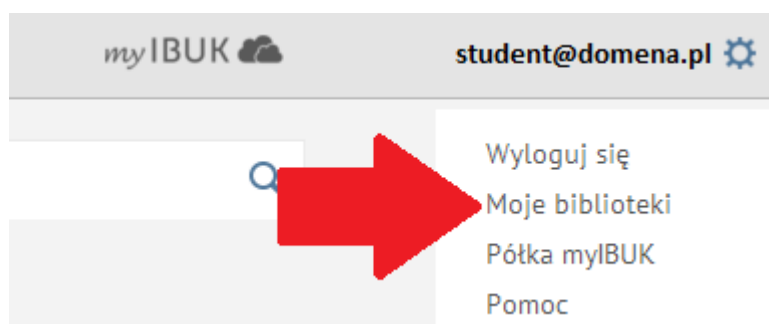 myIBUK
student@domena.pl
Wyloguj się
Moje biblioteki
Półka myIBUK
Pomoc